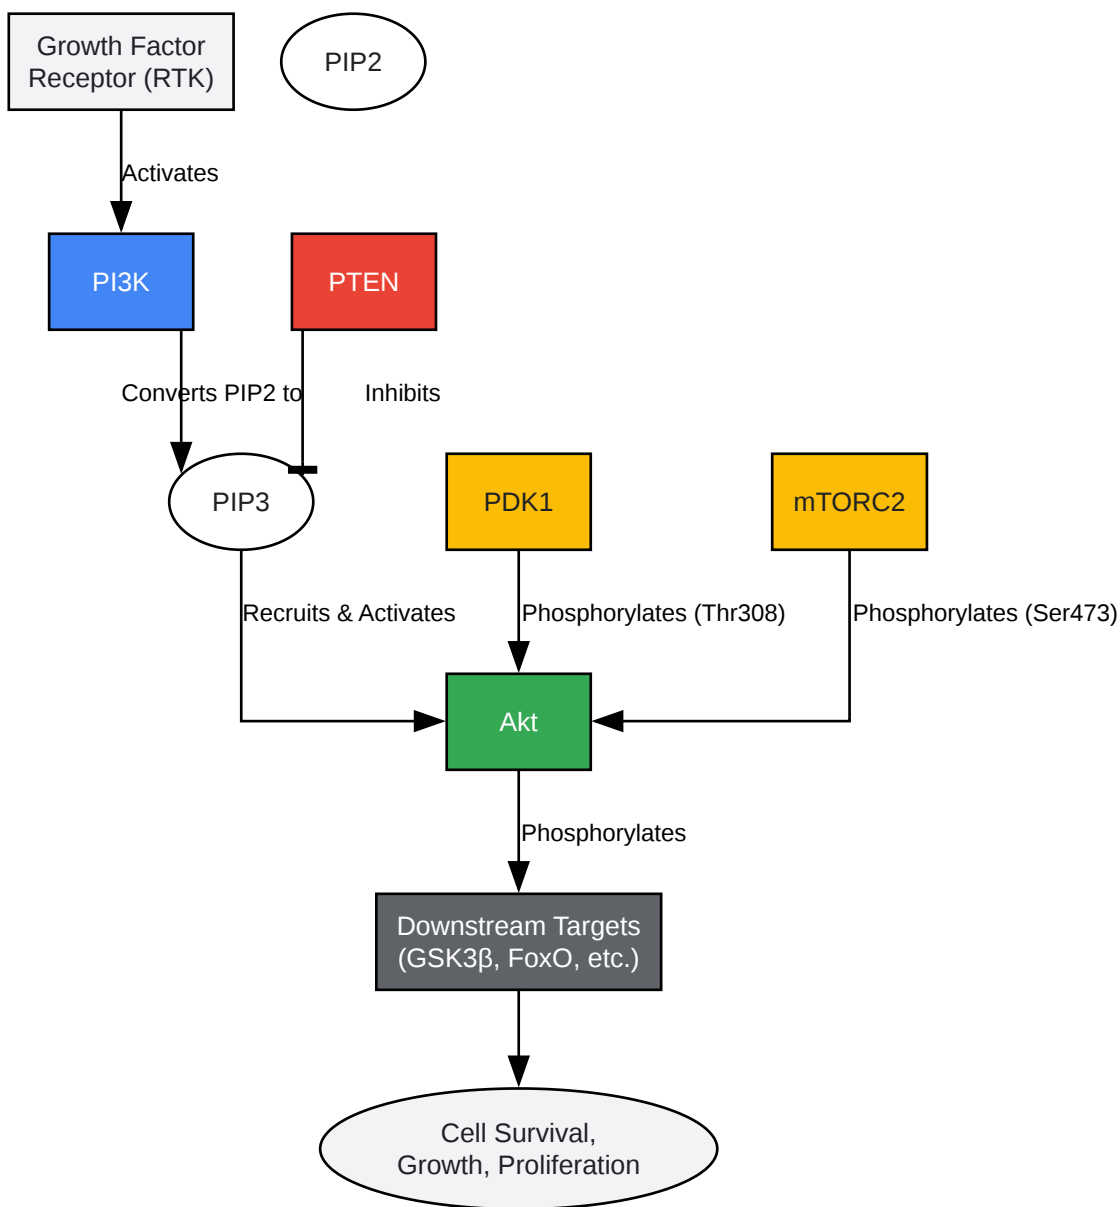 Growth Factor
Receptor (RTK)
PIP2
Activates
PI3K
PTEN
Converts PIP2 to
Inhibits
PIP3
PDK1
mTORC2
Recruits & Activates
Phosphorylates (Thr308)
Phosphorylates (Ser473)
Akt
Phosphorylates
Downstream Targets
(GSK3β, FoxO, etc.)
Cell Survival,
Growth, Proliferation